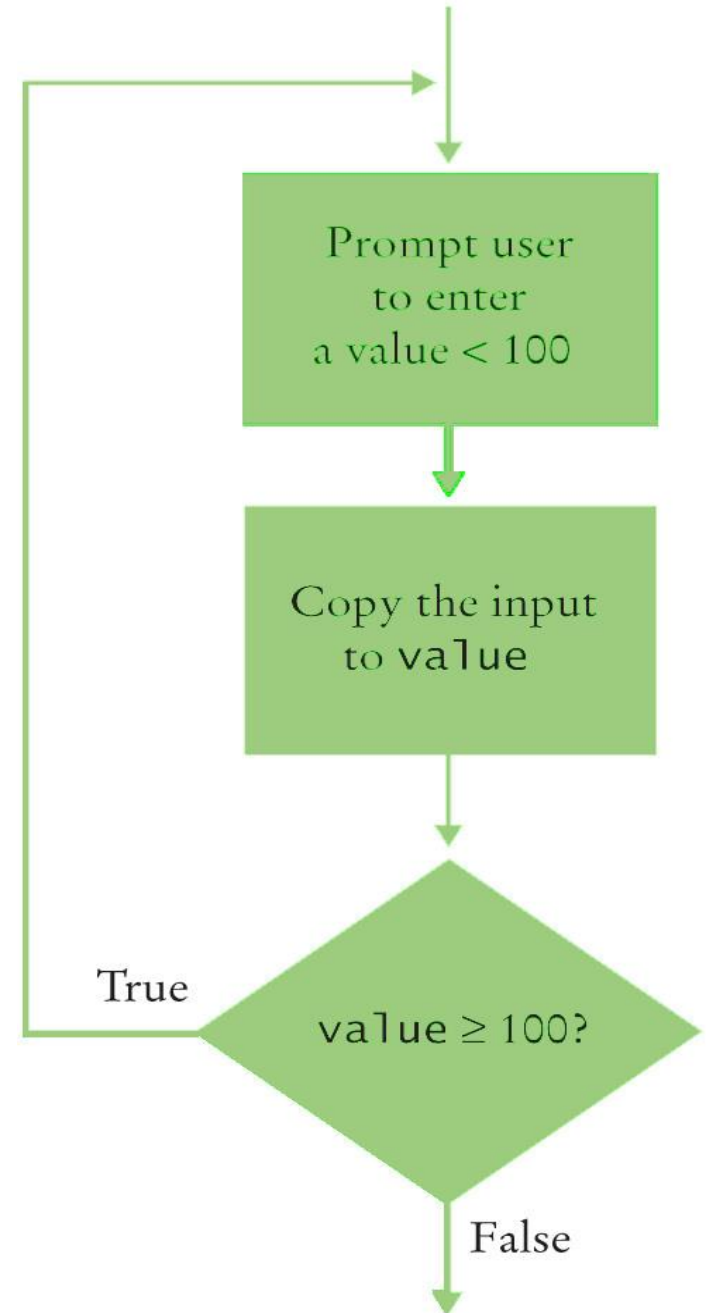 Prompt user
to enter
a value < 100
Copy the input
to value
True
value ≥ 100?
False